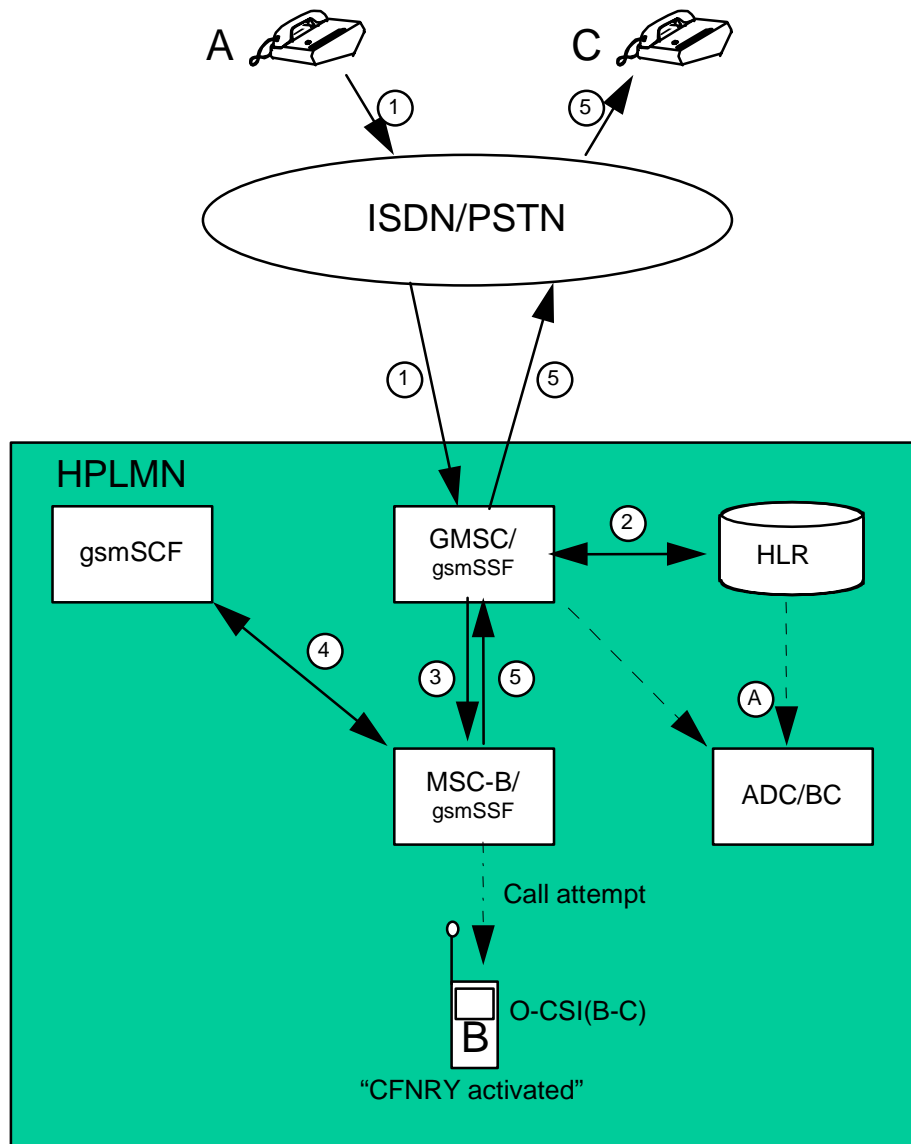 A
C
1
5
ISDN/PSTN
1
5
HPLMN
gsmSCF
GMSC/
gsmSSF
2
HLR
4
3
5
A
MSC-B/
gsmSSF
ADC/BC
Call attempt
O-CSI(B-C)
B
“CFNRY activated”